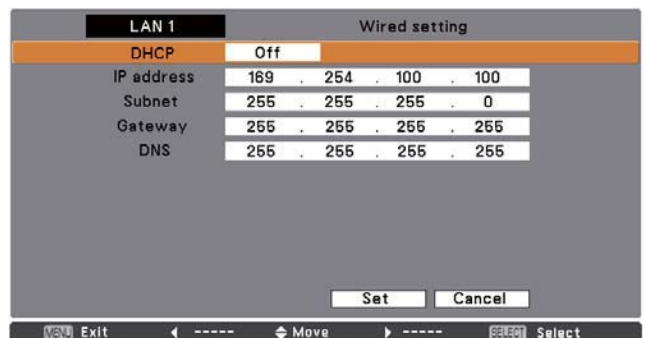 LAN 1 Wired setting
DHCP Off
IP address 169 . 254 . 100 . 100
Subnet 255 . 255 . 255 . 0
Gateway 255 . 255 . 255 . 255
DNS 255 . 255 . 255 . 255
Set Cancel
MENU Exit ◀ ----- Move ▶ ----- SELECT Select